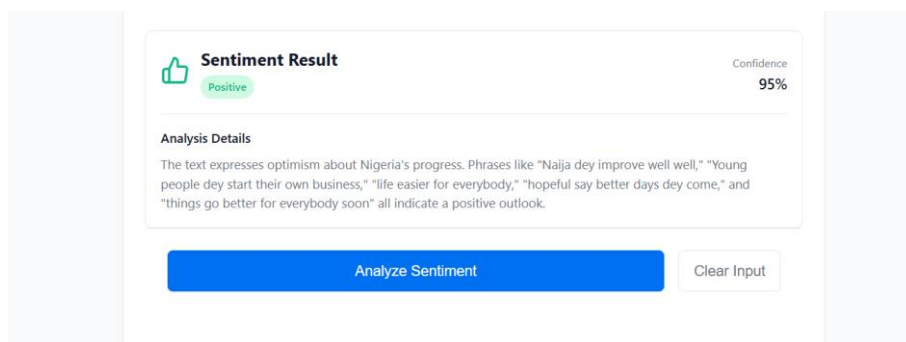 Sentiment Result
Positive
Confidence
95%
Analysis Details
The text expresses optimism about Nigeria's progress. Phrases like "Naija dey improve well well," "Young
people dey start their own business," "life easier for everybody," "hopeful say better days dey come," and
"things go better for everybody soon" all indicate a positive outlook.
Analyze Sentiment
Clear Input